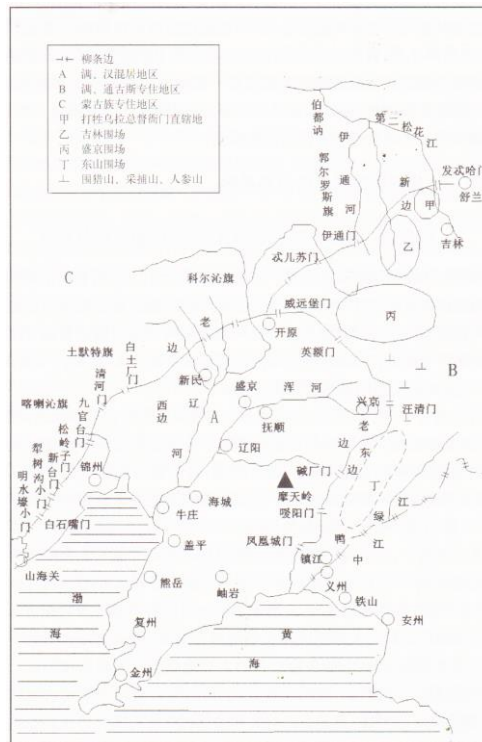 柳条边
A 满、汉混居地区
B 满、通古斯专住地区
C 蒙古族专住地区
甲 打牲乌拉总督衙门直辖地
乙 吉林围场
丙 盛京围场
丁 东山围场
围猎山、采捕山、人参山
伯都讷
第二松花江
伊通河
郭尔罗斯旗
新边
发忒哈门
舒兰
甲
吉林
乙
伊通门
忒儿苏门
C
科尔沁旗
威远堡门
丙
老边
开原
英额门
B
土默特旗
白土厂门
新民
盛京
浑河
兴京
汪清门
清河门
西边
辽河
A
抚顺
老边
喀喇沁旗
九官台门
松岭子门
辽阳
碱厂门
东
丁
新台门
犁树沟小门
明水壕小门
锦州
摩天岭
海城
牛庄
叆阳门
鸭绿江
白石嘴门
凤凰城门
镇江
中江
盖平
山海关
义州
熊岳
岫岩
铁山
安州
渤海
复州
黄海
金州